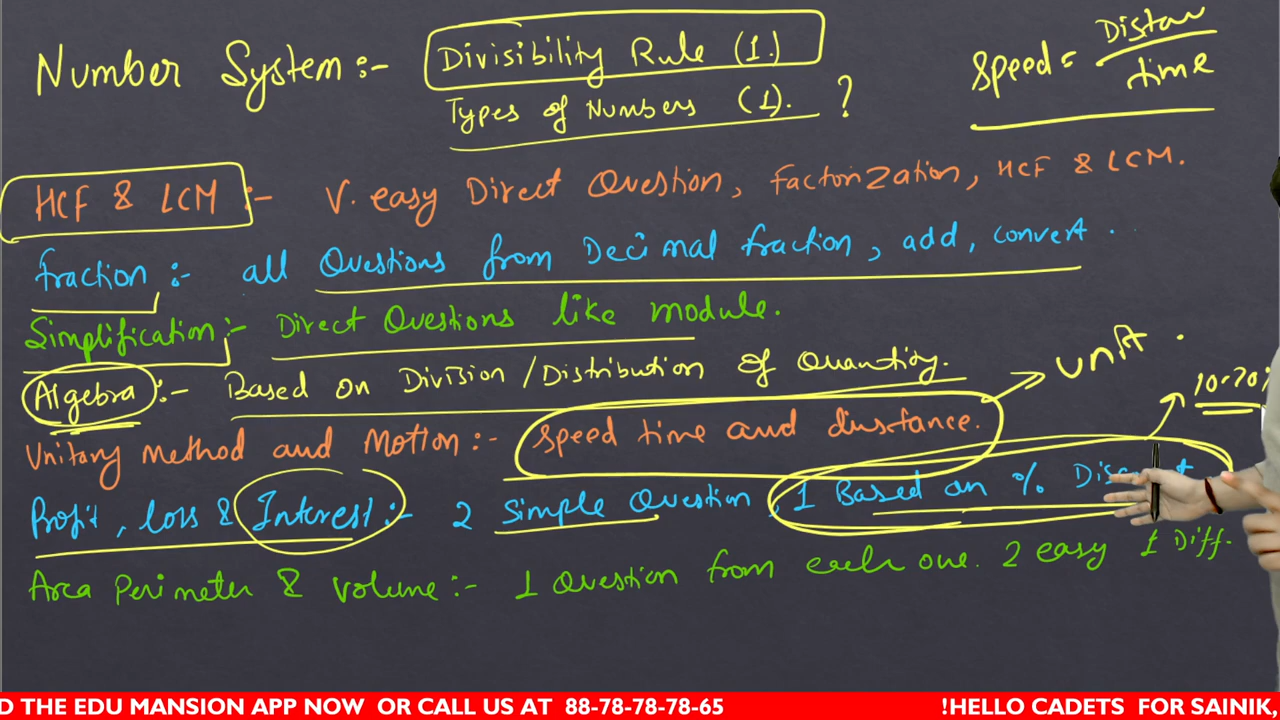 Number System:- Divisibility Rule (1.)
Types of Numbers (1). ?
Speed = Distan
time
HCF & LCM :- V. easy Direct Question, factorization, HCF & LCM.
fraction :- all Questions from Decimal fraction, add, convert.
Simplification:- Direct Questions like module.
Algebra :- Based on Division / Distribution of Quantity.
unit.
10-20%
Unitary method and Motion :- Speed time and distance.
Profit, loss & Interest :- 2 Simple Question, 1 Based on %
Area Perimeter & volume :- 1 Question from each one. 2 easy 1 Diff.
D THE EDU MANSION APP NOW OR CALL US AT 88-78-78-78-65 !HELLO CADETS FOR SAINIK,